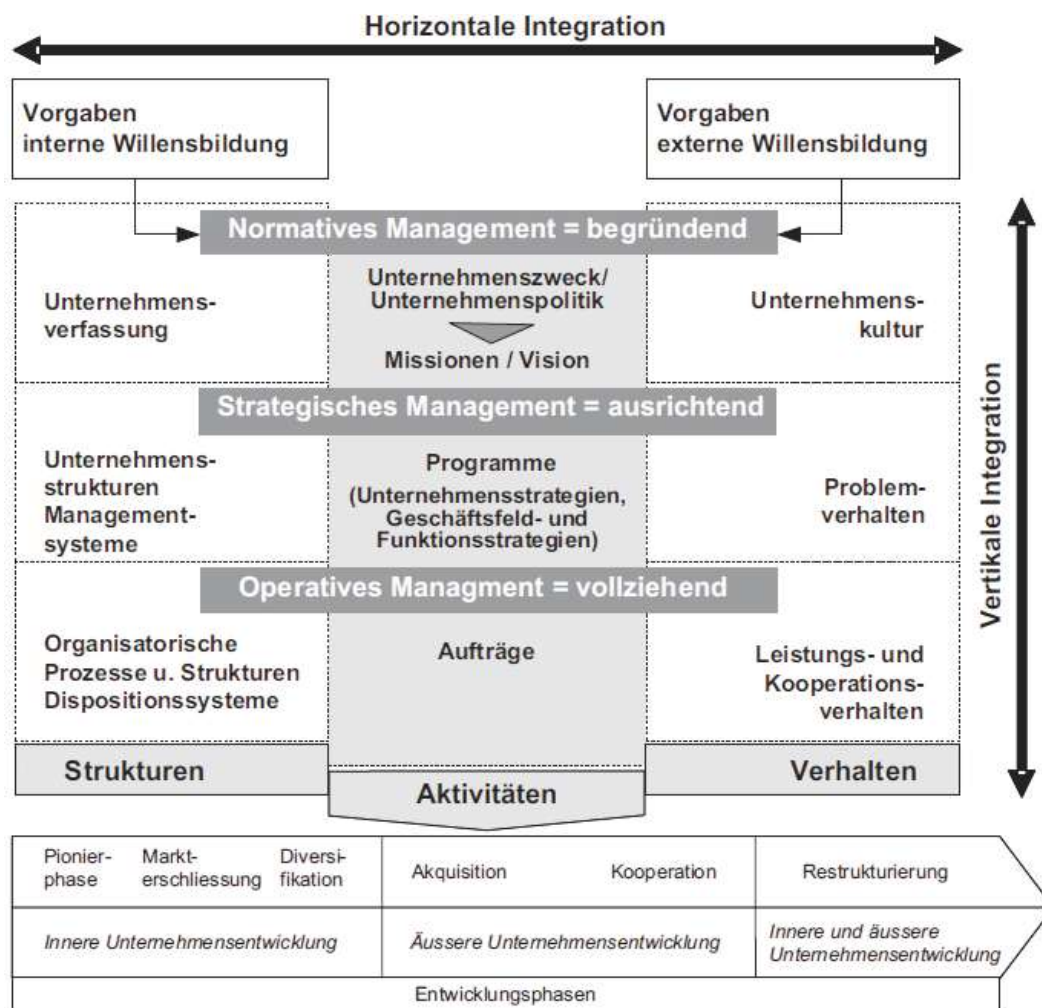 Horizontale Integration
Vorgaben
interne Willensbildung
Vorgaben
externe Willensbildung
Normatives Management = begründend
Unternehmens-
verfassung
Unternehmenszweck/
Unternehmenspolitik
Missionen / Vision
Unternehmens-
kultur
Strategisches Management = ausrichtend
Unternehmens-
strukturen
Management-
systeme
Programme
(Unternehmensstrategien,
Geschäftsfeld- und
Funktionsstrategien)
Problem-
verhalten
Operatives Managment = vollziehend
Organisatorische
Prozesse u. Strukturen
Dispositionssysteme
Aufträge
Leistungs- und
Kooperations-
verhalten
Vertikale Integration
Strukturen
Aktivitäten
Verhalten
Pionier-
phase
Markt-
erschliessung
Diversi-
fikation
Akquisition
Kooperation
Restrukturierung
Innere Unternehmensentwicklung
Äussere Unternehmensentwicklung
Innere und äussere
Unternehmensentwicklung
Entwicklungsphasen